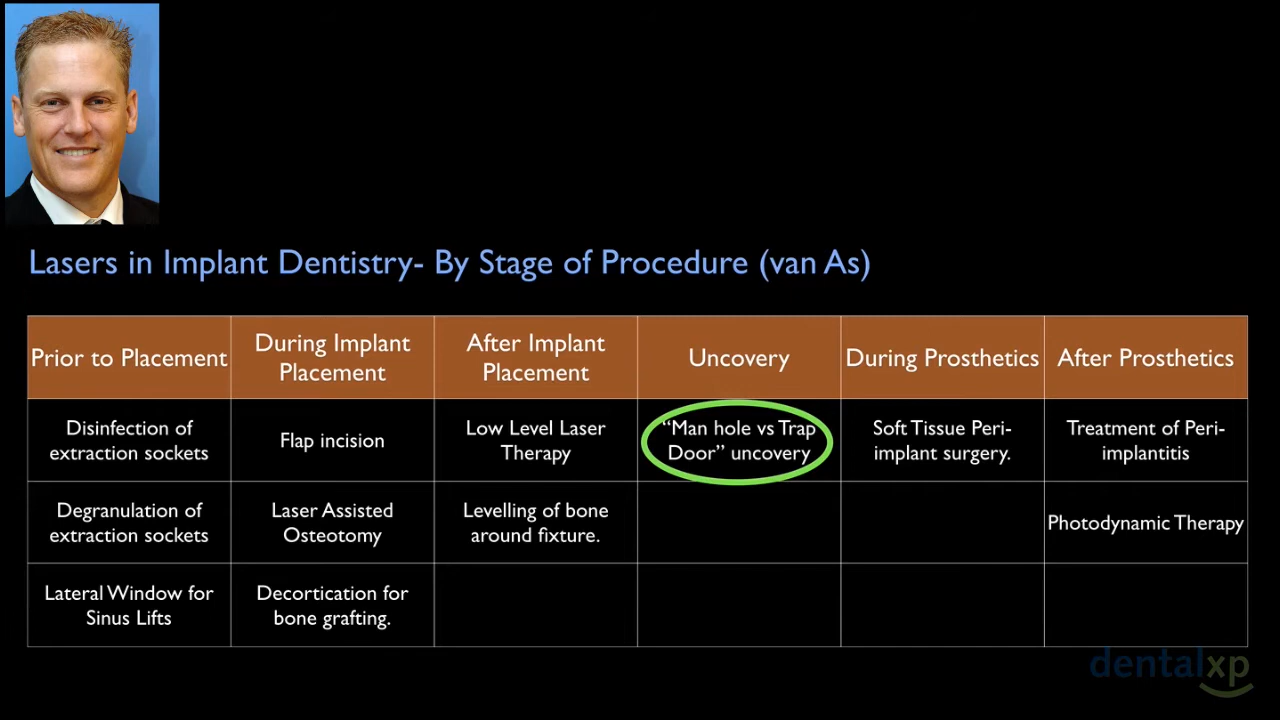 Lasers in Implant Dentistry- By Stage of Procedure (van As)
Prior to Placement
During Implant
Placement
After Implant
Placement
Uncovery
During Prosthetics
After Prosthetics
Disinfection of
extraction sockets
Flap incision
Low Level Laser
Therapy
“Man hole vs Trap
Door” uncovery
Soft Tissue Peri-
implant surgery.
Treatment of Peri-
implantitis
Degranulation of
extraction sockets
Laser Assisted
Osteotomy
Levelling of bone
around fixture.
Photodynamic Therapy
Lateral Window for
Sinus Lifts
Decortication for
bone grafting.
dentalxp